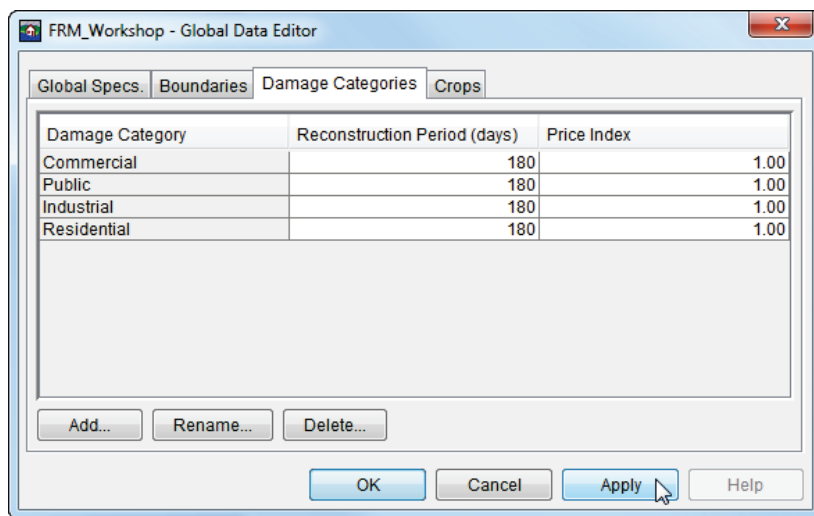 FRM_Workshop - Global Data Editor
Global Specs. Boundaries Damage Categories Crops
Damage Category Reconstruction Period (days) Price Index
Commercial 180 1.00
Public 180 1.00
Industrial 180 1.00
Residential 180 1.00
Add... Rename... Delete...
OK Cancel Apply Help